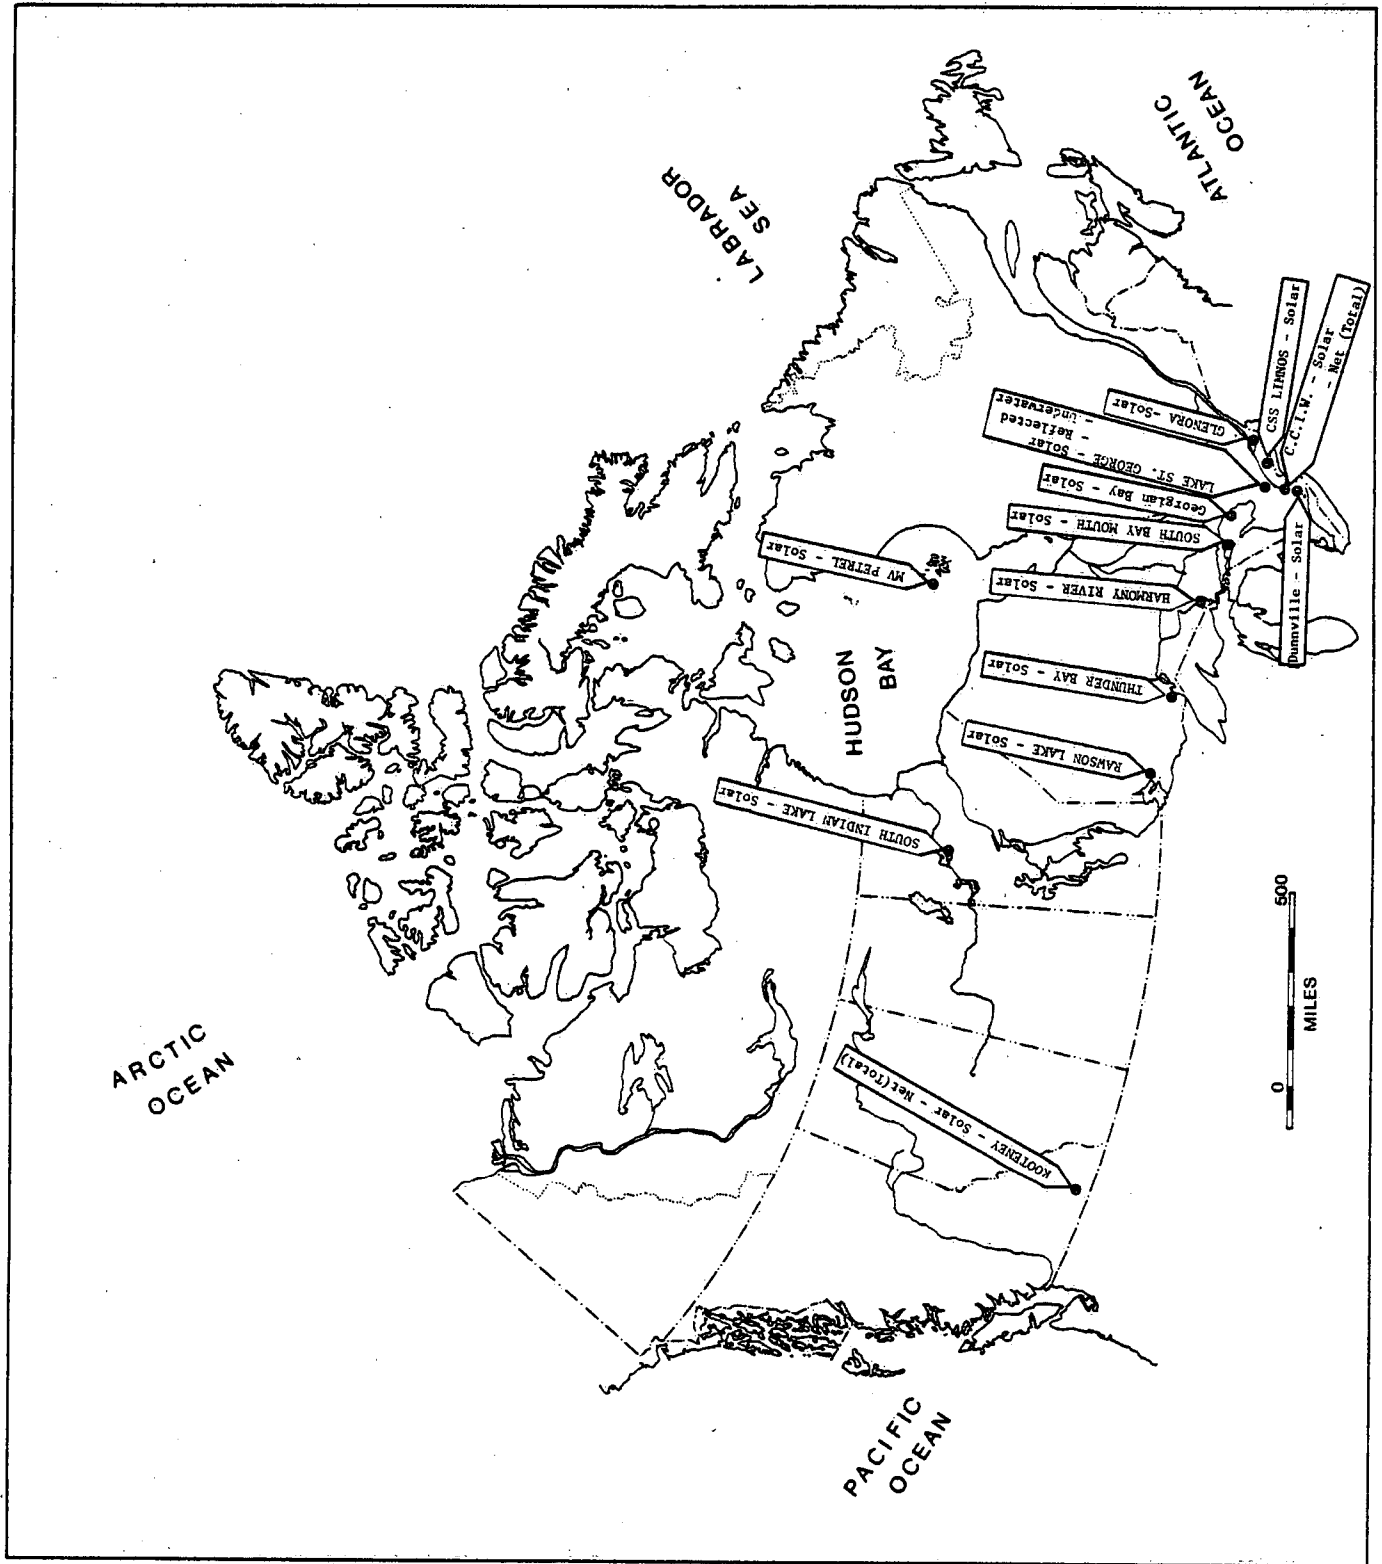 ARCTIC
OCEAN
LABRADOR
SEA
ATLANTIC
OCEAN
HUDSON
BAY
PACIFIC
OCEAN
MV PETREL - Solar
SOUTH INDIAN LAKE - Solar
KOOTENEY - Solar - Net(Total)
RAWSON LAKE - Solar
THUNDER BAY - Solar
HARMONY RIVER - Solar
SOUTH BAY MOUTH - Solar
Georgian Bay - Solar
LAKE ST. GEORGE - Solar
- Reflected
- Underwater
GLENORA -Solar
CSS LIMNOS - Solar
C.C.I.W. - Solar
- Net (Total)
Dunnville - Solar
0
500
MILES